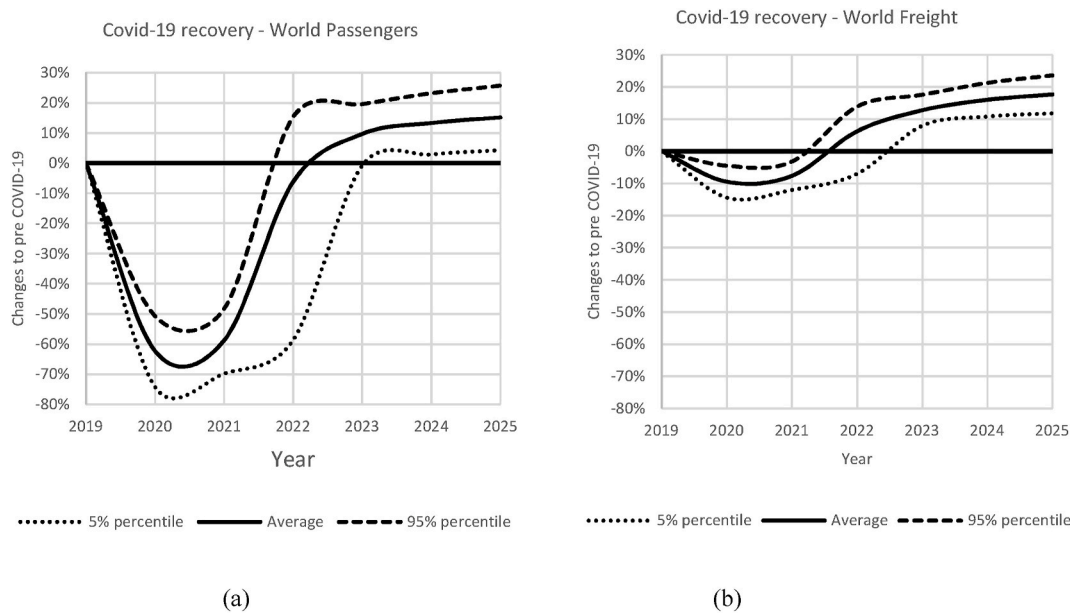 Covid-19 recovery - World Passengers
30%
20%
10%
0%
-10%
-20%
-30%
-40%
-50%
-60%
-70%
-80%
Changes to pre COVID-19
2019 2020 2021 2022 2023 2024 2025
Year
5% percentile Average 95% percentile
(a)
Covid-19 recovery - World Freight
30%
20%
10%
0%
-10%
-20%
-30%
-40%
-50%
-60%
-70%
-80%
Changes to pre COVID-19
2019 2020 2021 2022 2023 2024 2025
Year
5% percentile Average 95% percentile
(b)